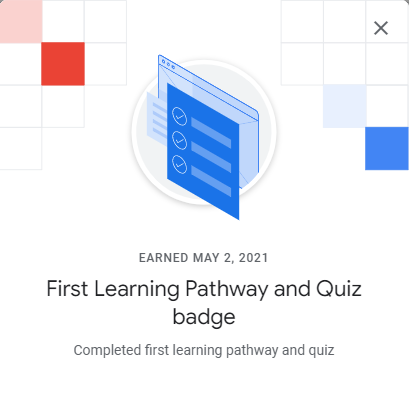 EARNED MAY 2, 2021
First Learning Pathway and Quiz
badge
Completed first learning pathway and quiz